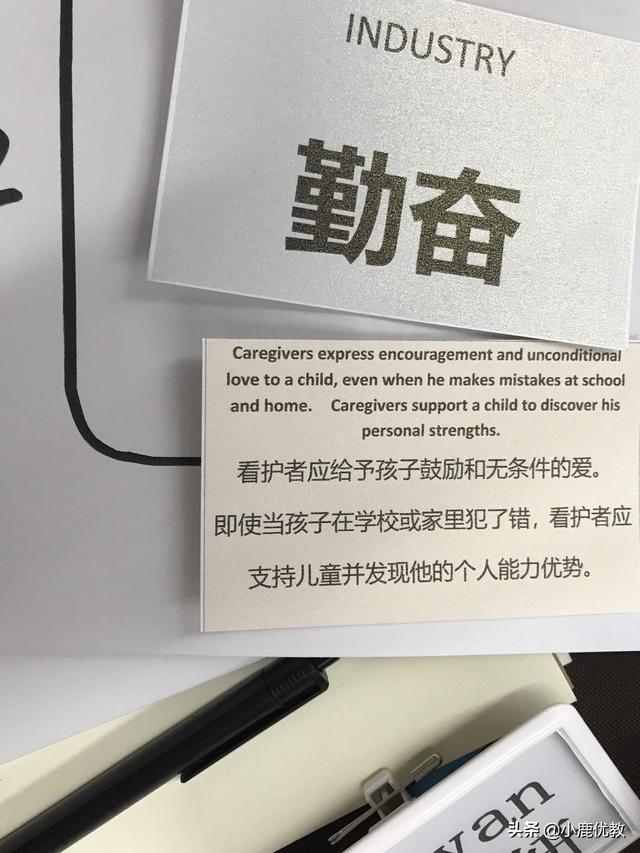 INDUSTRY
勤奋
Caregivers express encouragement and unconditional
love to a child, even when he makes mistakes at school
and home. Caregivers support a child to discover his
personal strengths.
看护者应给予孩子鼓励和无条件的爱。
即使当孩子在学校或家里犯了错，看护者应
支持儿童并发现他的个人能力优势。
van
头条 @小鹿优教